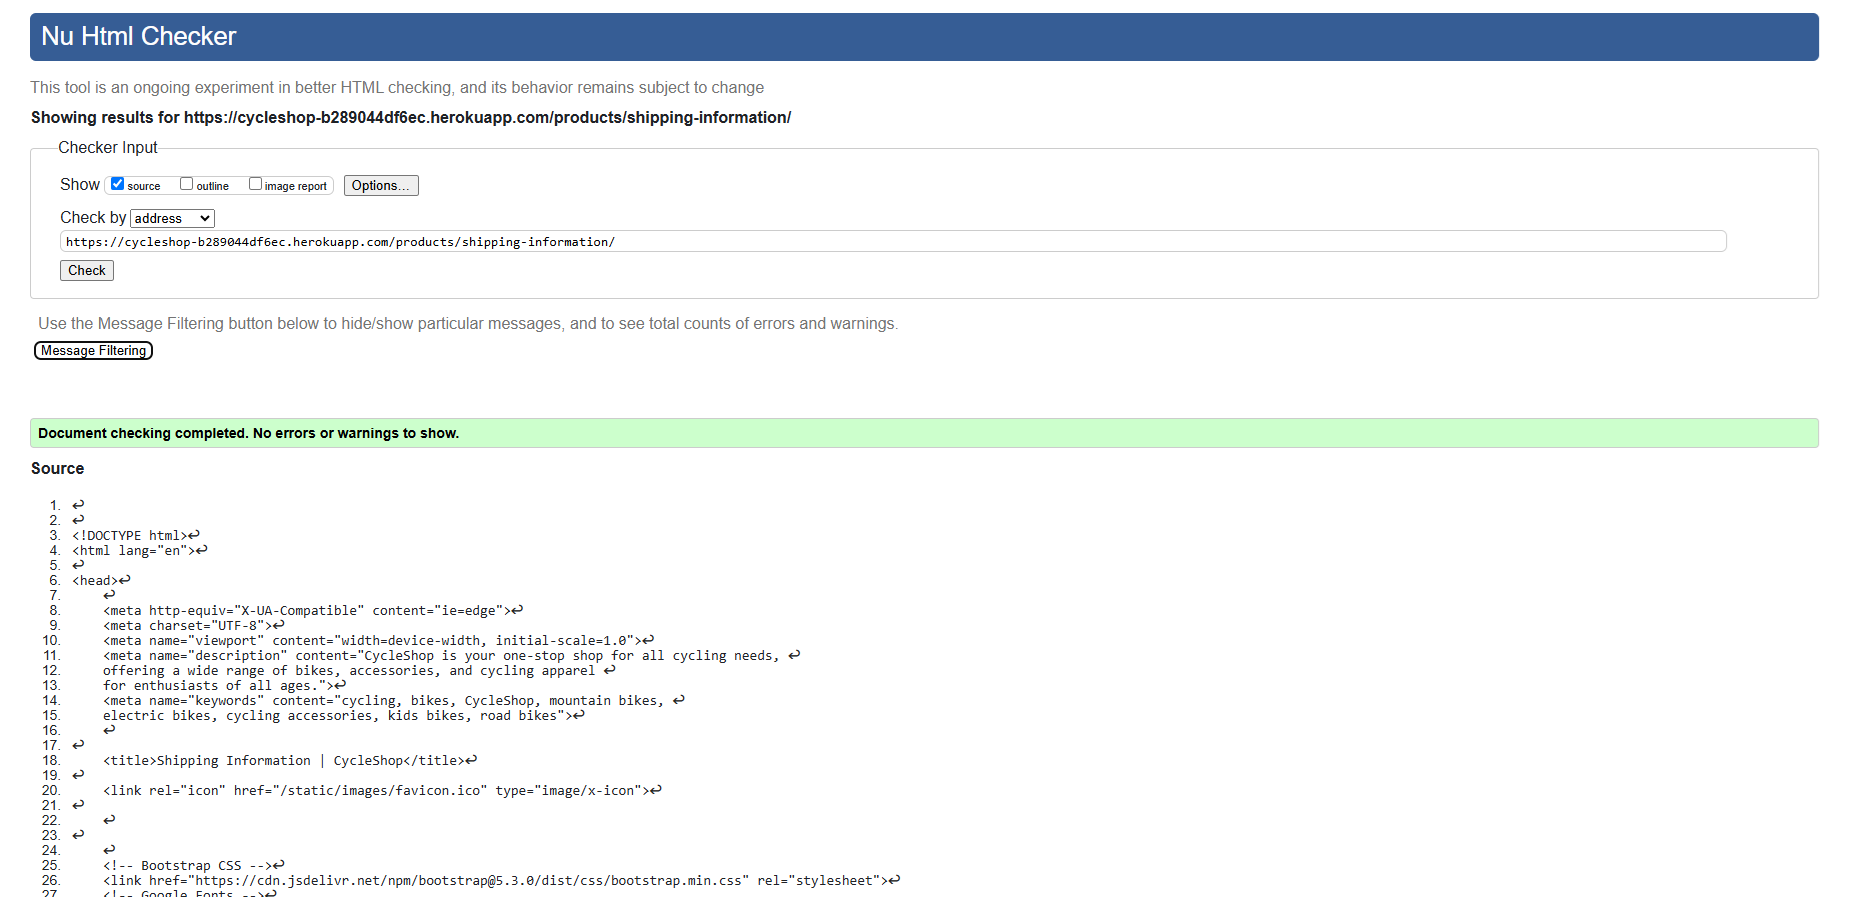 Nu Html Checker
This tool is an ongoing experiment in better HTML checking, and its behavior remains subject to change
Showing results for https://cycleshop-b289044df6ec.herokuapp.com/products/shipping-information/
Checker Input
Show source outline image report Options...
Check by address
https://cycleshop-b289044df6ec.herokuapp.com/products/shipping-information/
Check
Use the Message Filtering button below to hide/show particular messages, and to see total counts of errors and warnings.
Message Filtering
Document checking completed. No errors or warnings to show.
Source
1. ↩
2. ↩
3. <!DOCTYPE html>↩
4. <html lang="en">↩
5. ↩
6. <head>↩
7. ↩
8. <meta http-equiv="X-UA-Compatible" content="ie=edge">↩
9. <meta charset="UTF-8">↩
10. <meta name="viewport" content="width=device-width, initial-scale=1.0">↩
11. <meta name="description" content="CycleShop is your one-stop shop for all cycling needs, ↩
12. offering a wide range of bikes, accessories, and cycling apparel ↩
13. for enthusiasts of all ages.">↩
14. <meta name="keywords" content="cycling, bikes, CycleShop, mountain bikes, ↩
15. electric bikes, cycling accessories, kids bikes, road bikes">↩
16. ↩
17. ↩
18. <title>Shipping Information | CycleShop</title>↩
19. ↩
20. <link rel="icon" href="/static/images/favicon.ico" type="image/x-icon">↩
21. ↩
22. ↩
23. ↩
24. ↩
25. <!-- Bootstrap CSS -->↩
26. <link href="https://cdn.jsdelivr.net/npm/bootstrap@5.3.0/dist/css/bootstrap.min.css" rel="stylesheet">↩
27. <!-- Google Fonts -->↩